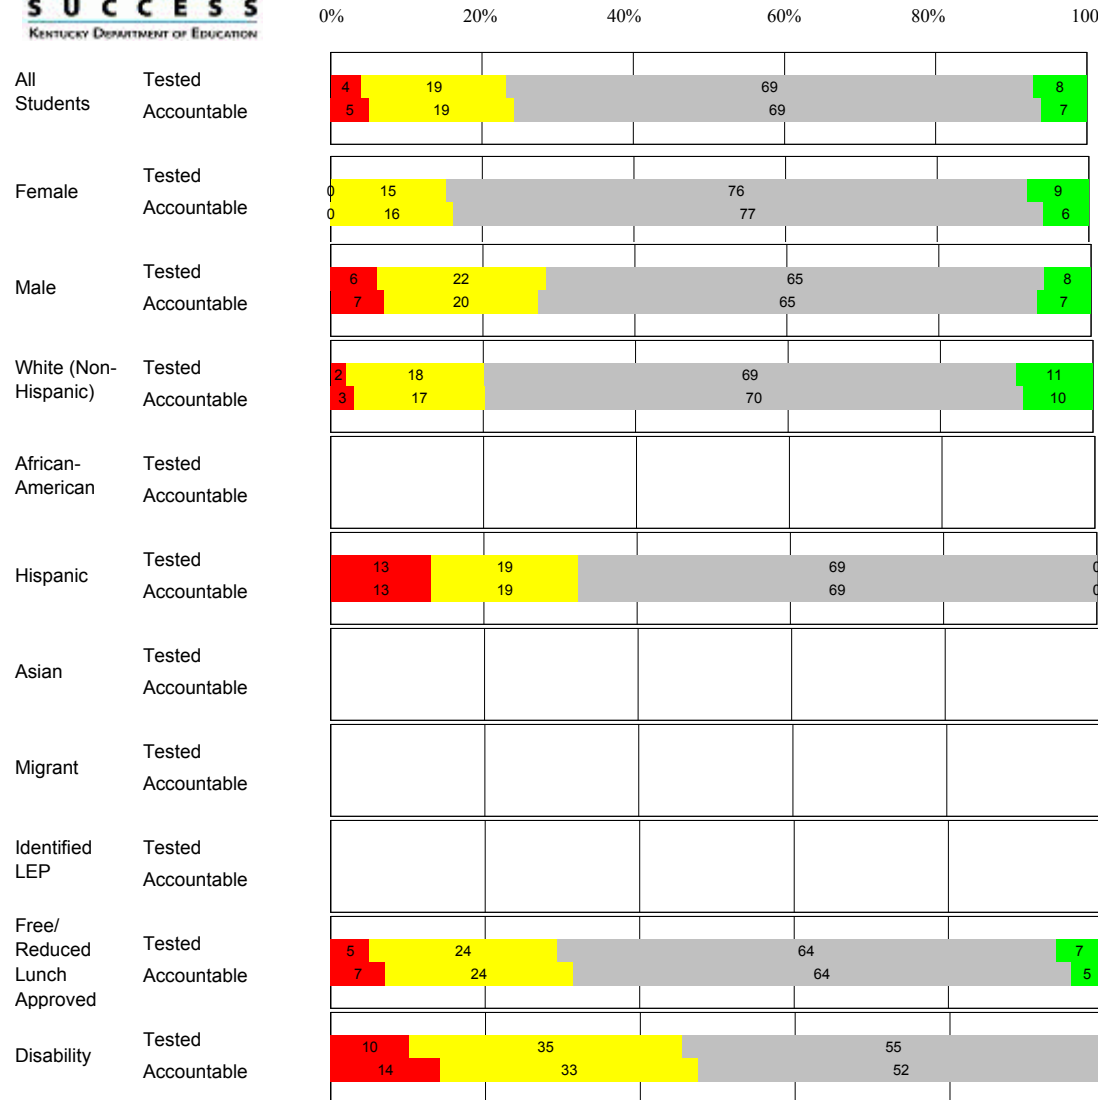 SUCCESS
KENTUCKY DEPARTMENT OF EDUCATION
0% 20% 40% 60% 80% 100
All Students
Tested 4 19 69 8
Accountable 5 19 69 7
Female
Tested 0 15 76 9
Accountable 0 16 77 6
Male
Tested 6 22 65 8
Accountable 7 20 65 7
White (Non-
Hispanic)
Tested 2 18 69 11
Accountable 3 17 70 10
African-
American
Tested
Accountable
Hispanic
Tested 13 19 69 0
Accountable 13 19 69 0
Asian
Tested
Accountable
Migrant
Tested
Accountable
Identified
LEP
Tested
Accountable
Free/
Reduced
Lunch
Approved
Tested 5 24 64 7
Accountable 7 24 64 5
Disability
Tested 10 35 55
Accountable 14 33 52